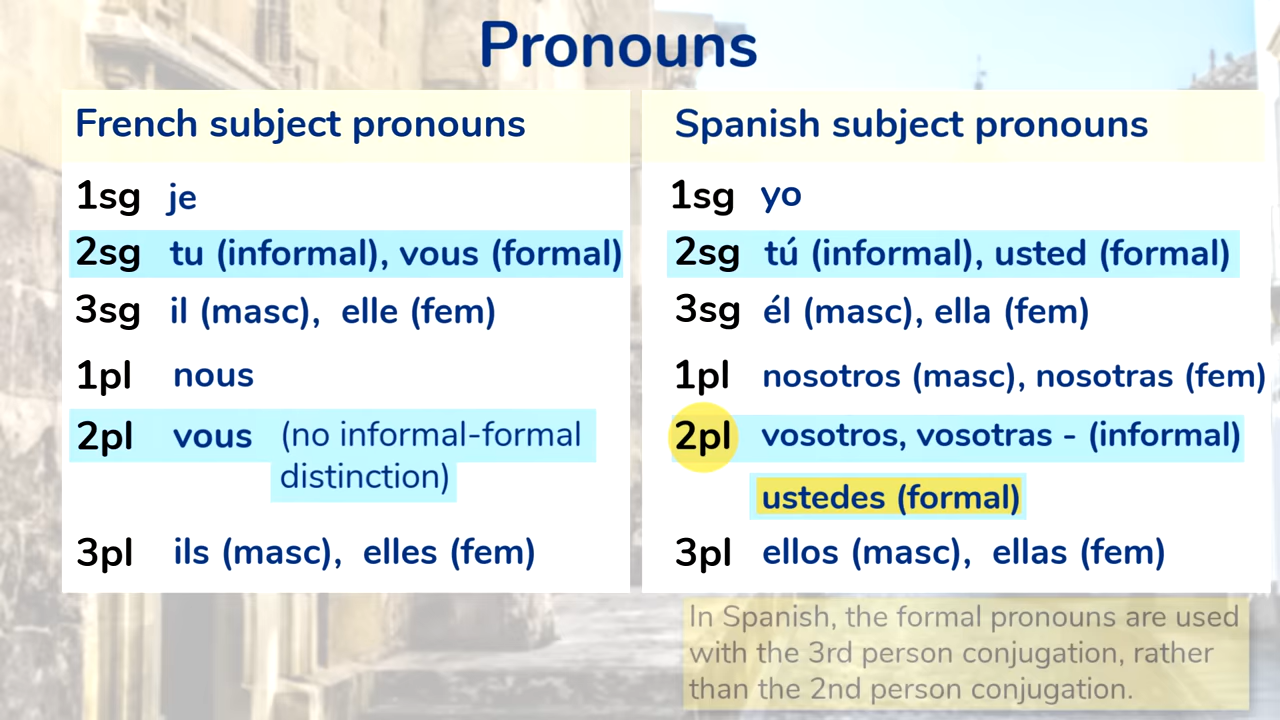 Pronouns
French subject pronouns
1sg je
2sg tu (informal), vous (formal)
3sg il (masc), elle (fem)
1pl nous
2pl vous (no informal-formal
distinction)
3pl ils (masc), elles (fem)
Spanish subject pronouns
1sg yo
2sg tú (informal), usted (formal)
3sg él (masc), ella (fem)
1pl nosotros (masc), nosotras (fem)
2pl vosotros, vosotras - (informal)
ustedes (formal)
3pl ellos (masc), ellas (fem)
In Spanish, the formal pronouns are used
with the 3rd person conjugation, rather
than the 2nd person conjugation.